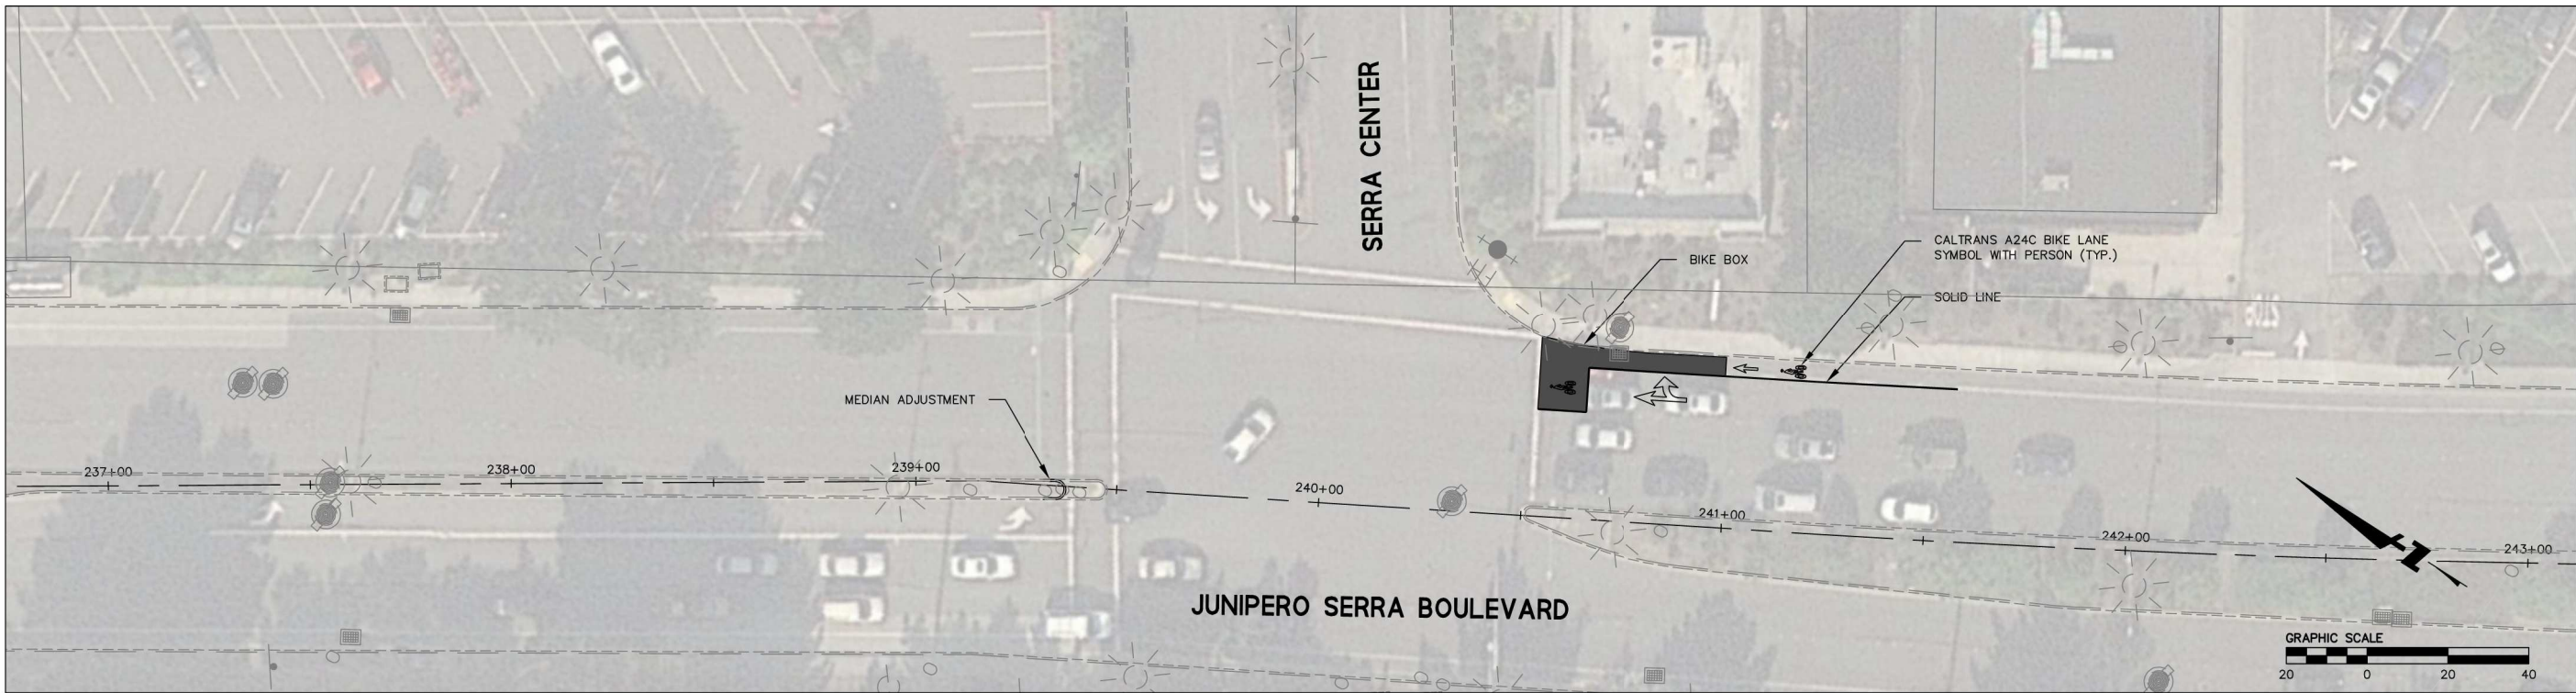 SERRA CENTER
BIKE BOX
CALTRANS A24C BIKE LANE
SYMBOL WITH PERSON (TYP.)
SOLID LINE
STOP
MEDIAN ADJUSTMENT
237+00
238+00
239+00
240+00
241+00
242+00
243+00
Z
JUNIPERO SERRA BOULEVARD
GRAPHIC SCALE
20 0 20 40